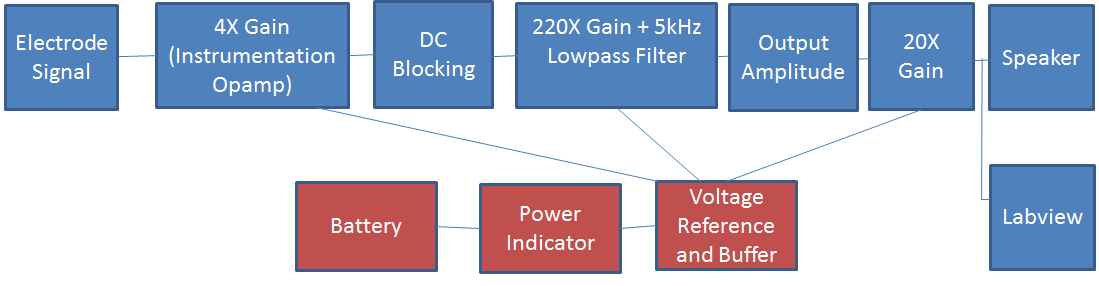 Electrode
Signal
4X Gain
(Instrumentation
Opamp)
DC
Blocking
220X Gain + 5kHz
Lowpass Filter
Output
Amplitude
20X
Gain
Speaker
Battery
Power
Indicator
Voltage
Reference
and Buffer
Labview